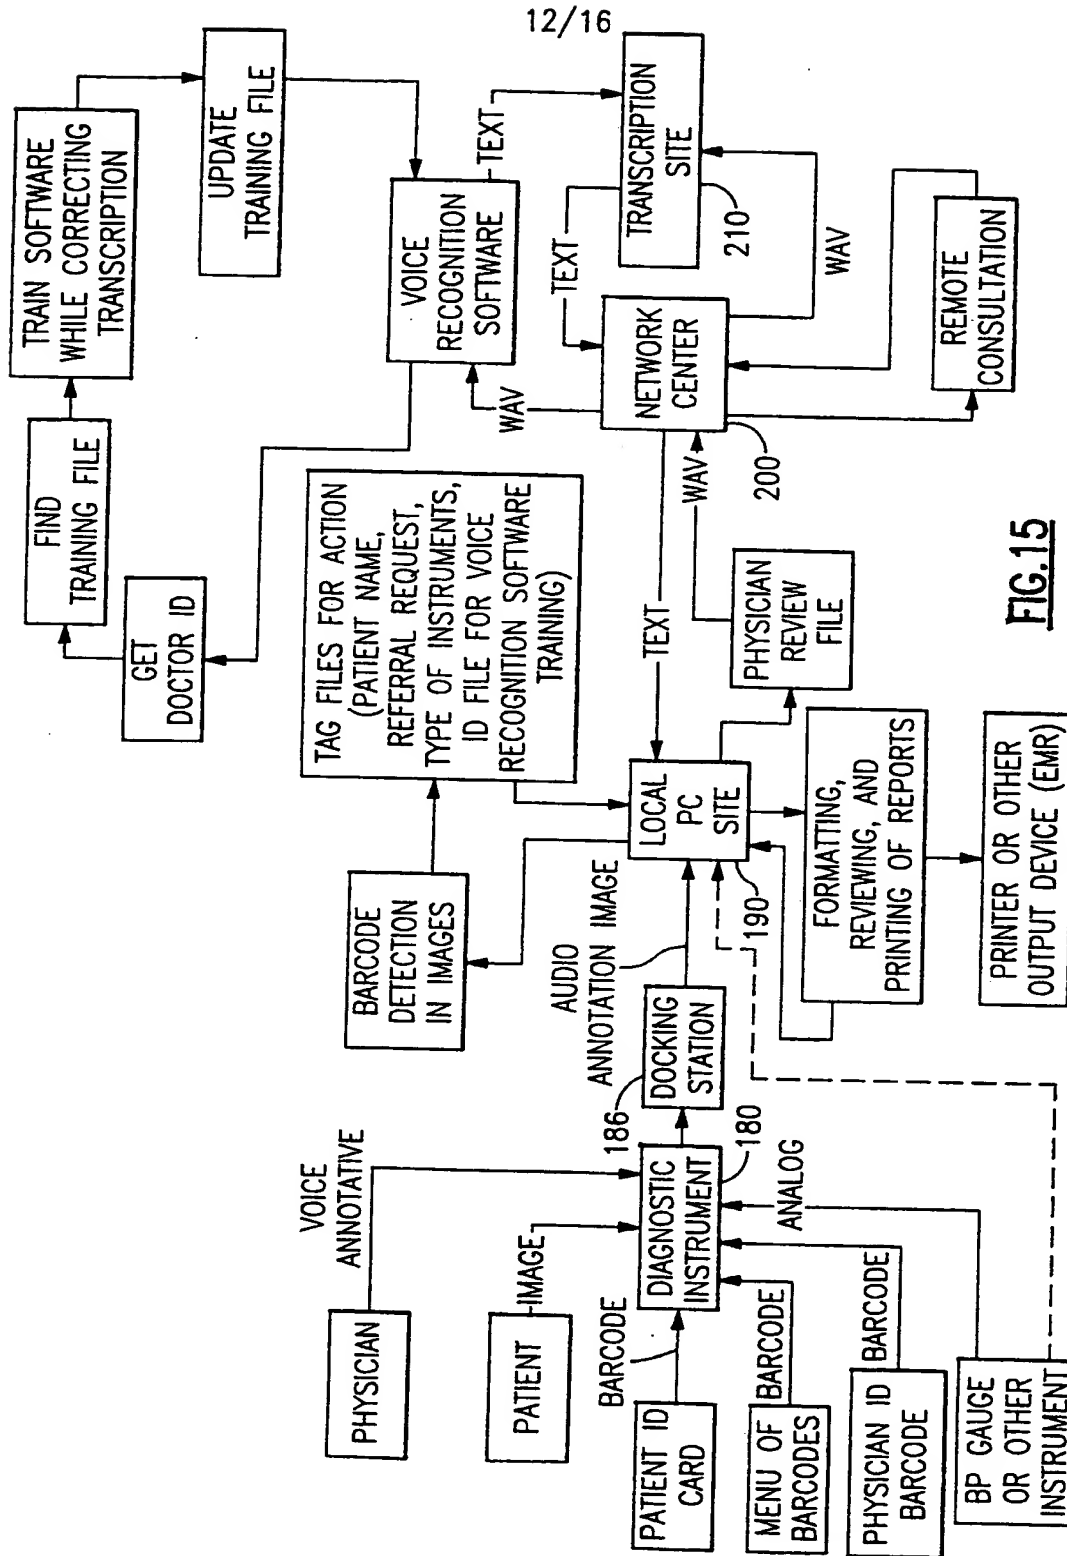 12/16
TRAIN SOFTWARE
WHILE CORRECTING
TRANSCRIPTION
UPDATE
TRAINING FILE
FIND
TRAINING FILE
GET
DOCTOR ID
VOICE
RECOGNITION
SOFTWARE
TEXT
TRANSCRIPTION
SITE
210
TEXT
WAV
WAV
NETWORK
CENTER
200
REMOTE
CONSULTATION
TAG FILES FOR ACTION
(PATIENT NAME,
REFERRAL REQUEST,
TYPE OF INSTRUMENTS,
ID FILE FOR VOICE
RECOGNITION SOFTWARE
TRAINING)
BARCODE
DETECTION
IN IMAGES
TEXT
WAV
PHYSICIAN
REVIEW
FILE
LOCAL
PC
SITE
190
AUDIO
ANNOTATION IMAGE
DOCKING
STATION
186
FORMATTING,
REVIEWING, AND
PRINTING OF REPORTS
PRINTER OR OTHER
OUTPUT DEVICE (EMR)
VOICE
ANNOTATIVE
PHYSICIAN
PATIENT
IMAGE
DIAGNOSTIC
INSTRUMENT
180
BARCODE
PATIENT ID
CARD
BARCODE
MENU OF
BARCODES
BARCODE
PHYSICIAN ID
BARCODE
ANALOG
BP GAUGE
OR OTHER
INSTRUMENT
FIG.15